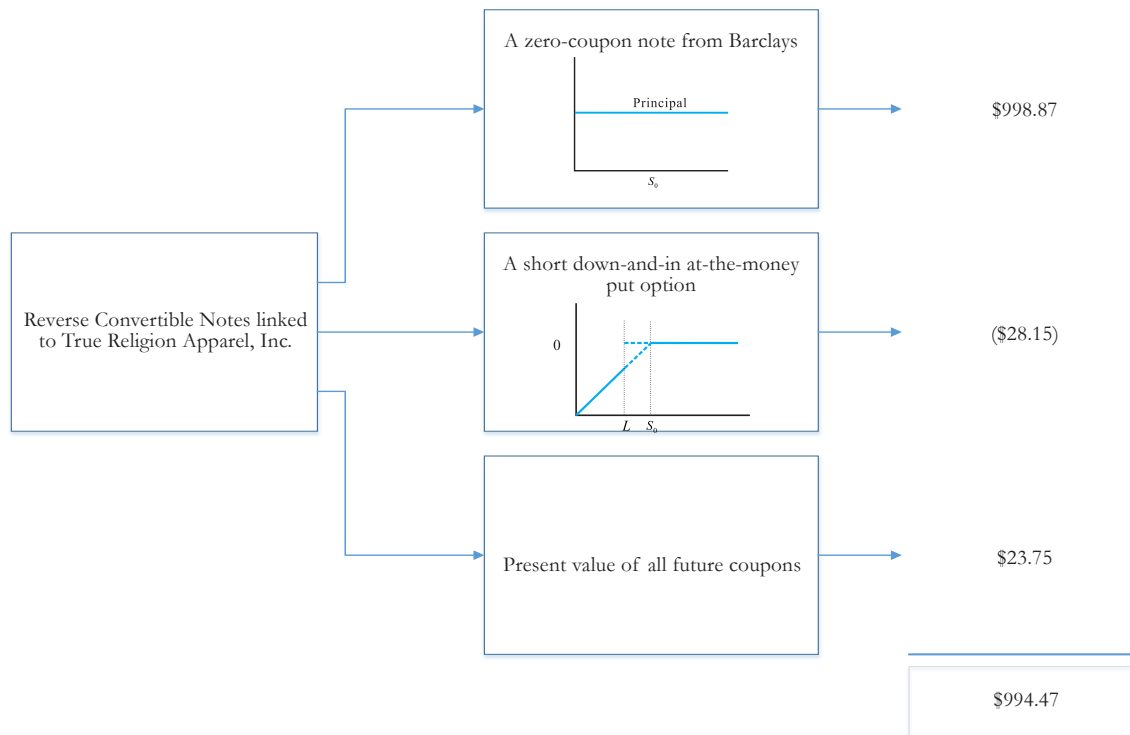 A zero-coupon note from Barclays
Principal
S₀
$998.87
Reverse Convertible Notes linked
to True Religion Apparel, Inc.
A short down-and-in at-the-money
put option
0
L S₀
($28.15)
Present value of all future coupons
$23.75
$994.47